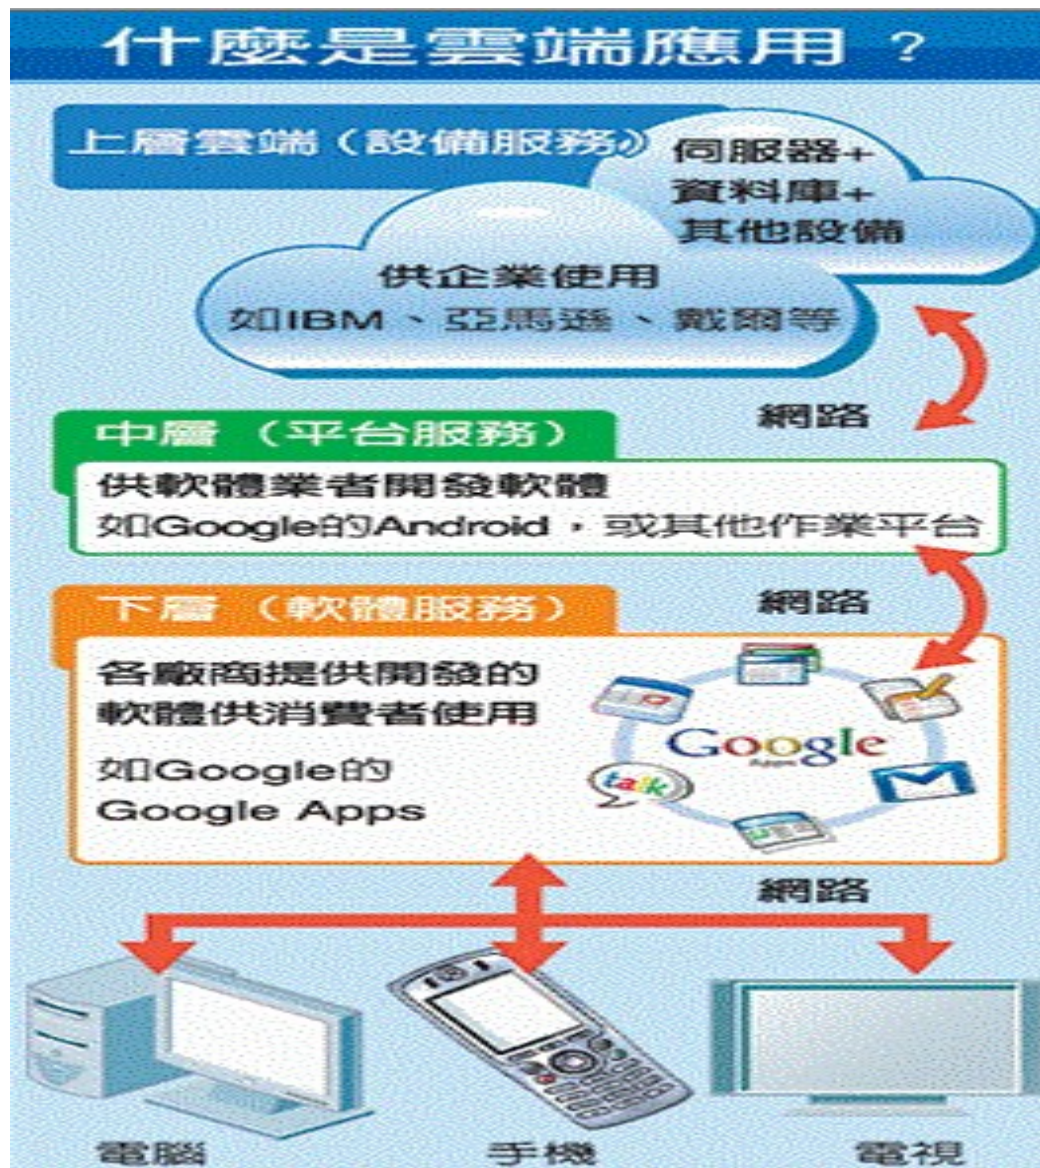 什麼是雲端應用？
上層雲端（設備服務）
伺服器+
資料庫+
其他設備
供企業使用
如IBM、亞馬遜、戴爾等
網路
中層（平台服務）
供軟體業者開發軟體
如Google的Android，或其他作業平台
網路
下層（軟體服務）
各廠商提供開發的
軟體供消費者使用
如Google的
Google Apps
Google
Apps
talk
網路
電腦
手機
電視